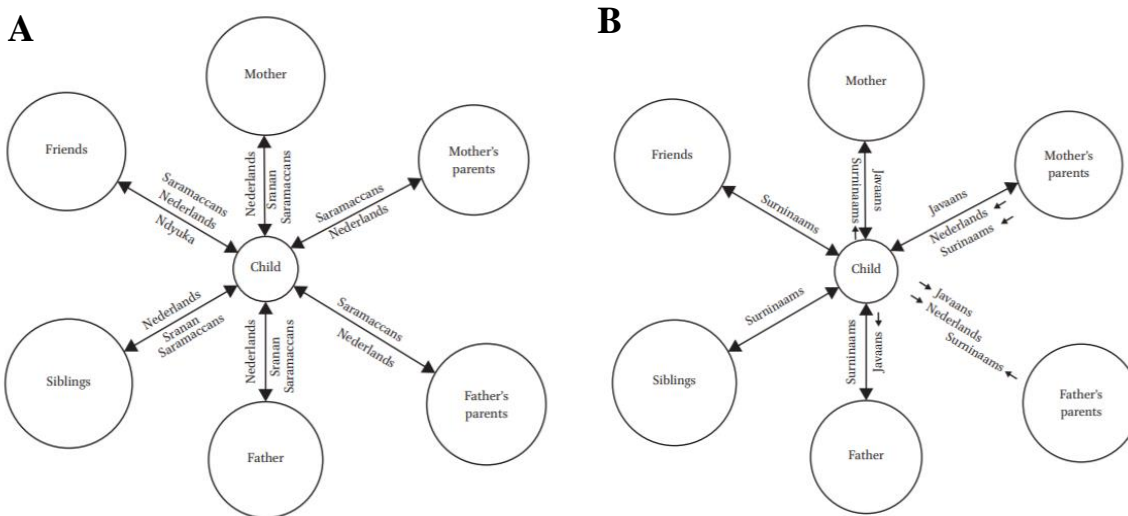 A
Mother
Friends
Mother's
parents
Saramaccans
Nederlands
Ndyuka
Nederlands
Sranan
Saramaccans
Saramaccans
Nederlands
Child
Nederlands
Sranan
Saramaccans
Nederlands
Srunan
Saramaccans
Saramaccans
Nederlands
Siblings
Father
Father's
parents
B
Mother
Friends
Mother's
parents
Surninaams
Surninaams
Javaans
Javaans
Nederlands
Surinaams
Child
Surninaams
Surninaams
Javaans
Javaans
Nederlands
Surninaams
Siblings
Father
Father's
parents